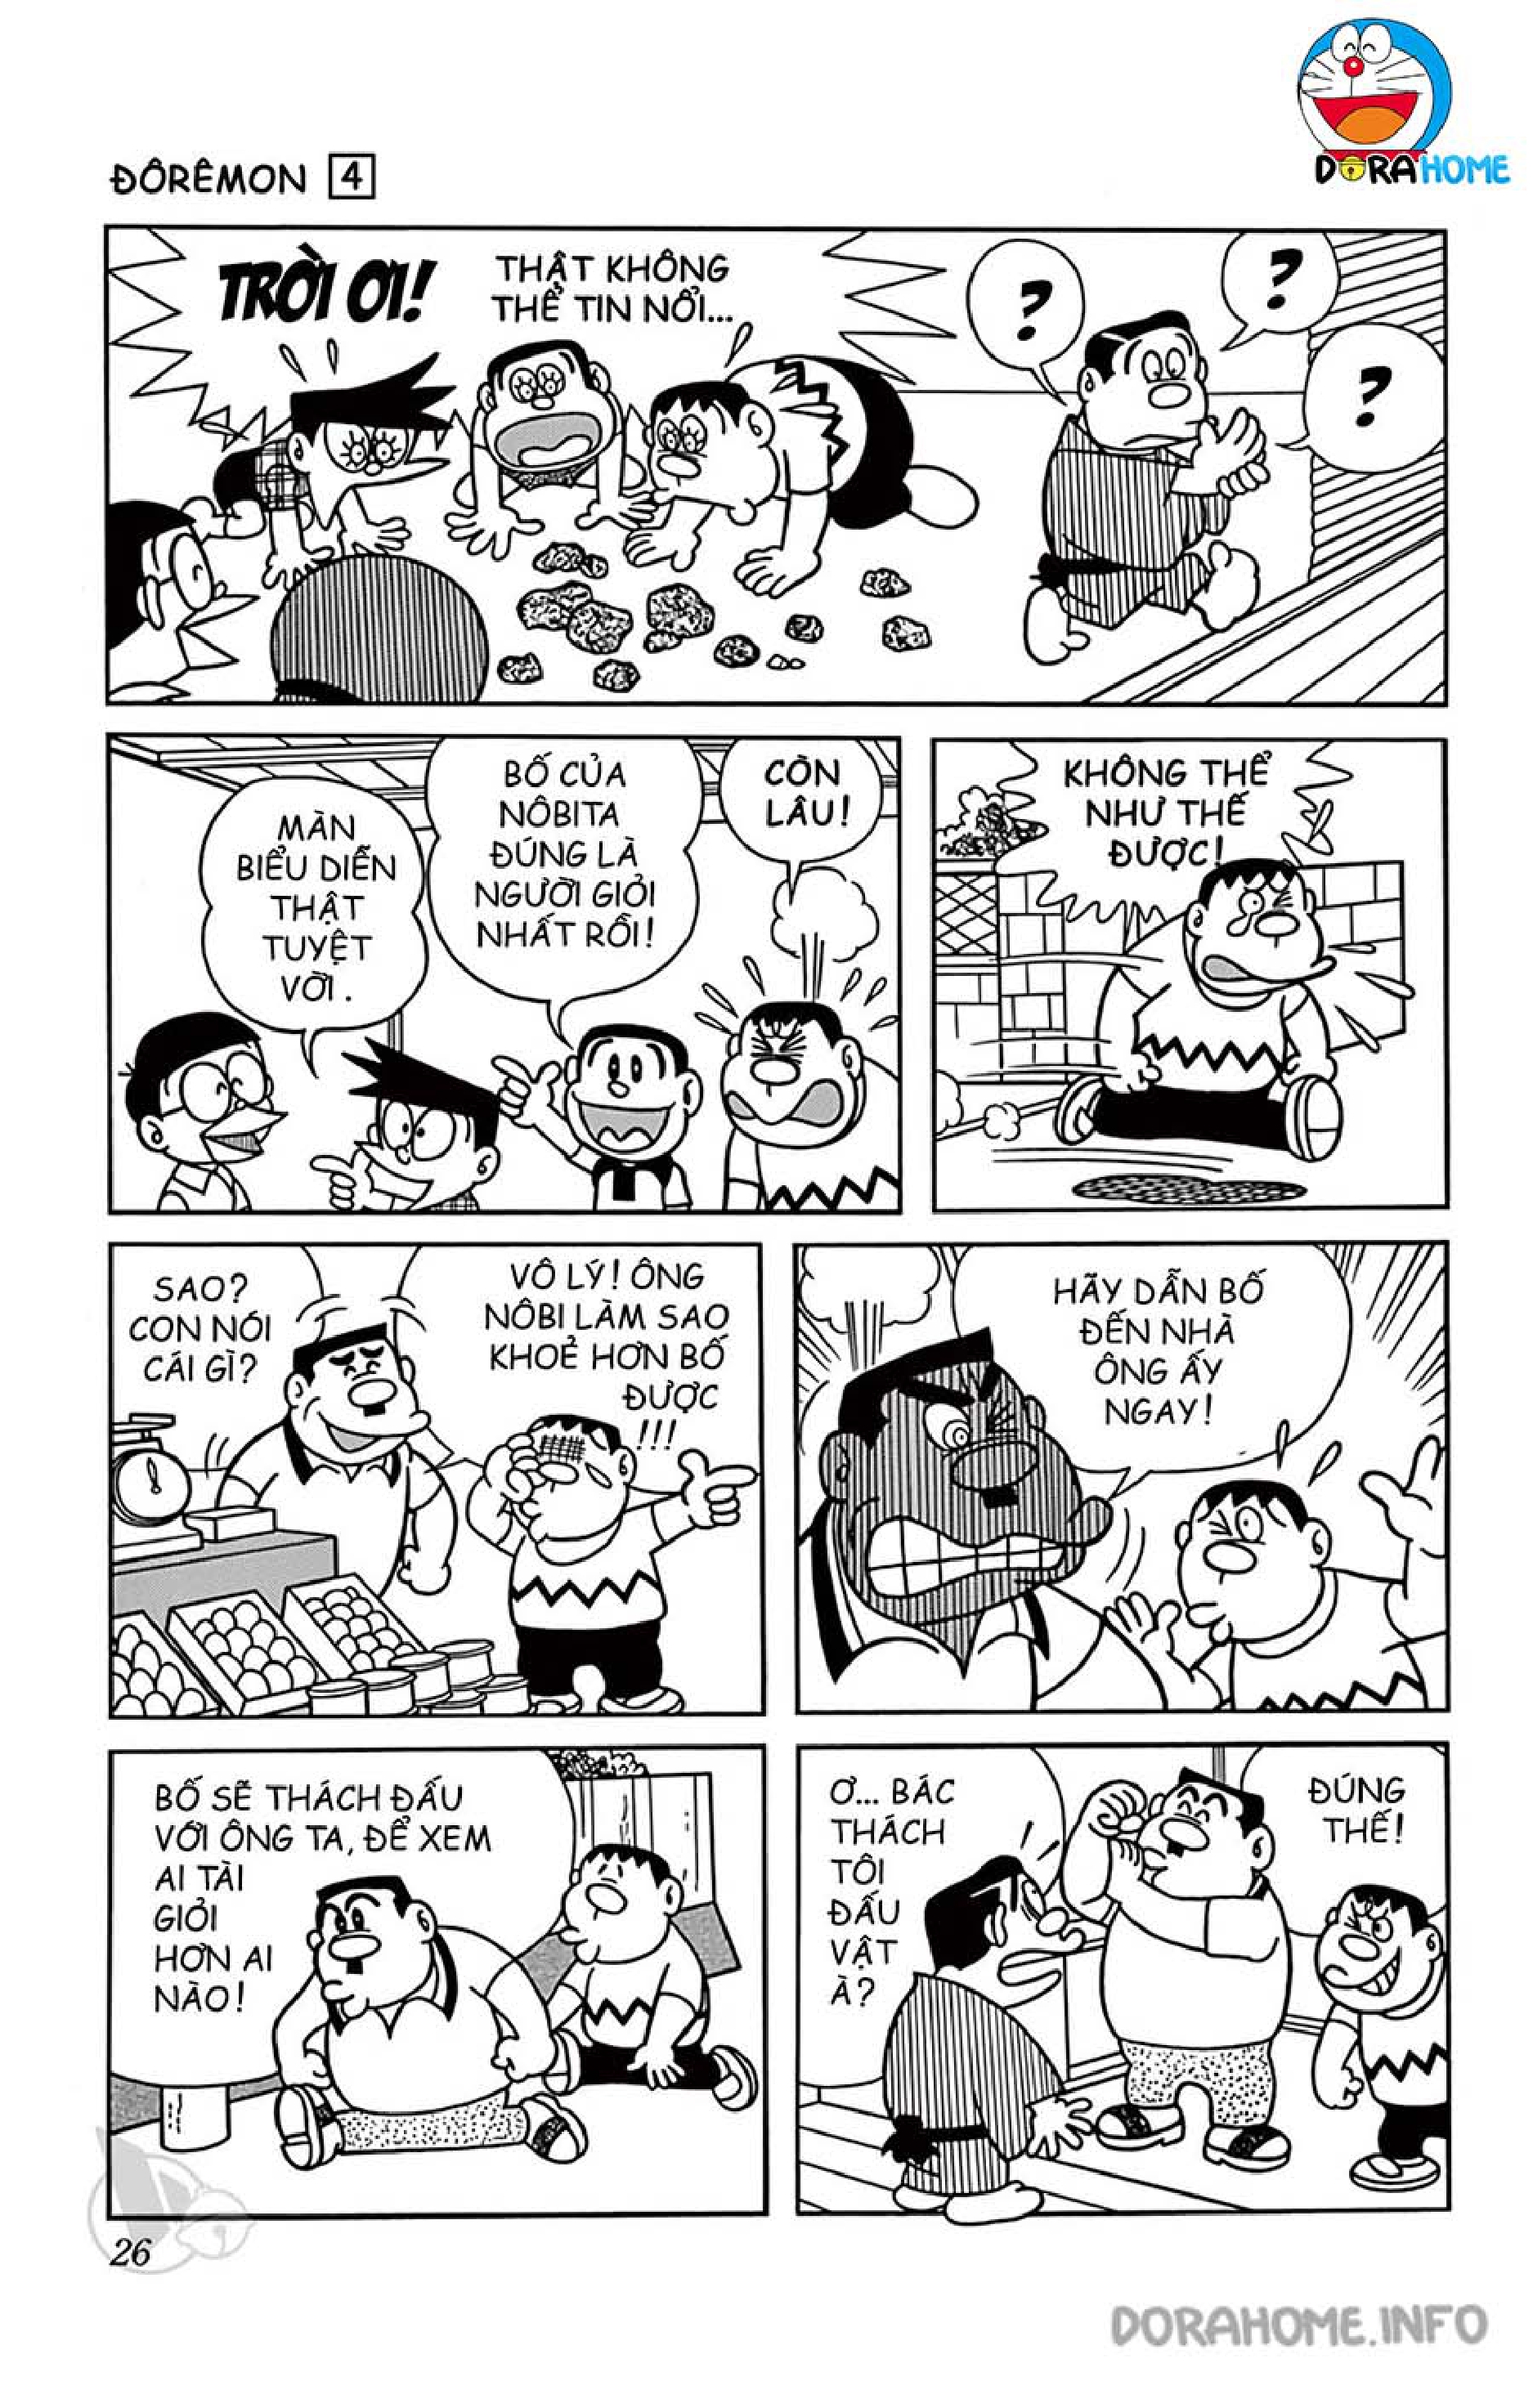 DORAHOME
ĐÔRÊMON 4
TRỜI ƠI!
THẬT KHÔNG
THỂ TIN NỔI...
?
?
?
MÀN
BIỂU DIỄN
THẬT
TUYỆT
VỜI.
BỐ CỦA
NÔBITA
ĐÚNG LÀ
NGƯỜI GIỎI
NHẤT RỒI!
CÒN
LÂU!
KHÔNG THỂ
NHƯ THẾ
ĐƯỢC!
SAO?
CON NÓI
CÁI GÌ?
VÔ LÝ! ÔNG
NÔBI LÀM SAO
KHOẺ HƠN BỐ
ĐƯỢC
!!!
HÃY DẪN BỐ
ĐẾN NHÀ
ÔNG ẤY
NGAY!
BỐ SẼ THÁCH ĐẤU
VỚI ÔNG TA, ĐỂ XEM
AI TÀI
GIỎI
HƠN AI
NÀO!
Ơ... BÁC
THÁCH
TÔI
ĐẤU
VẬT
À?
ĐÚNG
THẾ!
26
DORAHOME.INFO